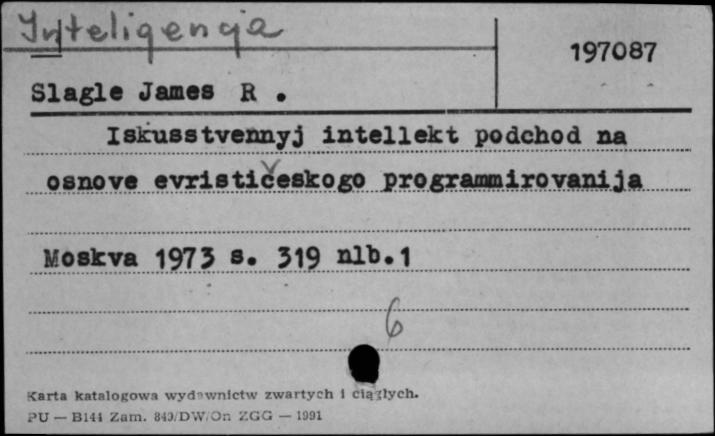 Inteligencja
197087
Slagle James R .
Iskusstvennyj intellekt podchod na
osnove evrističeskogo programmirovanija
Moskva 1973 s. 319 nlb.1
6
Karta katalogowa wydawnictw zwartych i ciągłych.
PU — B144 Zam. 849/DW/On ZGG — 1991